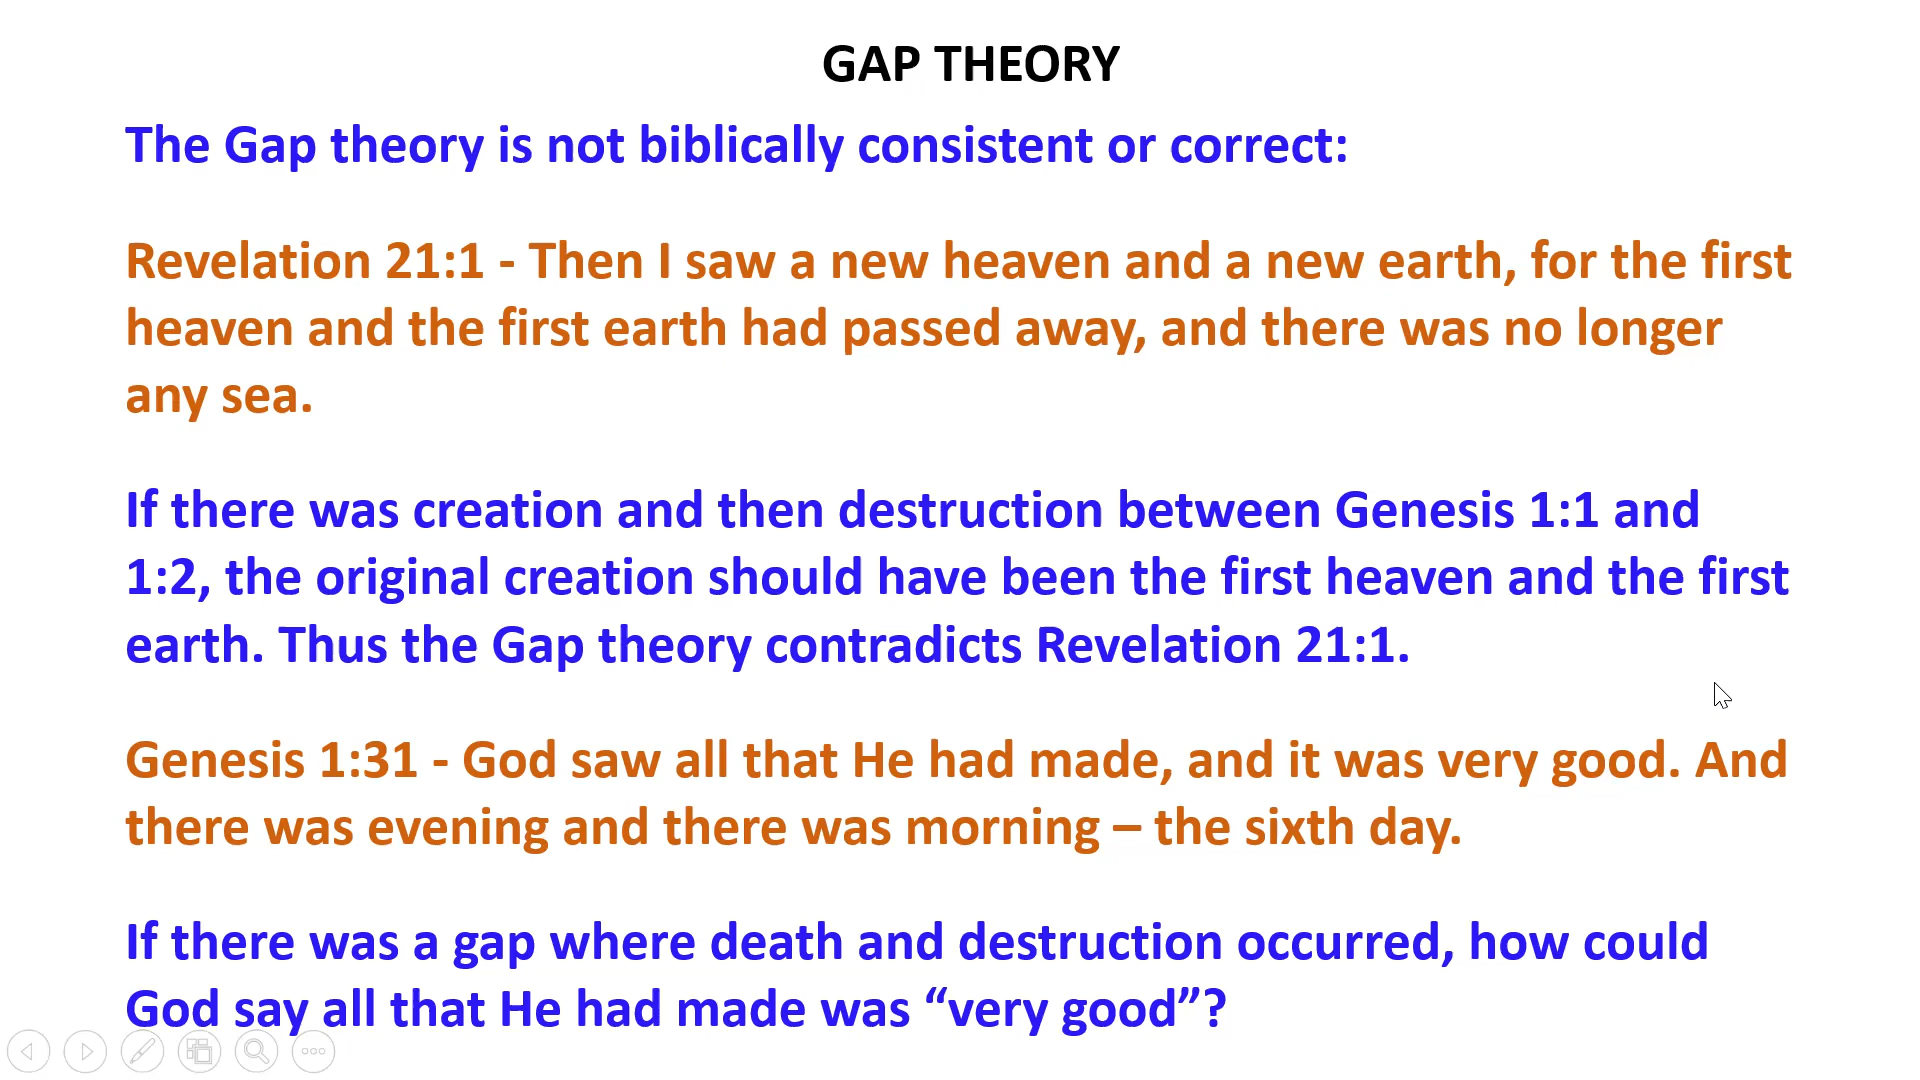 GAP THEORY
The Gap theory is not biblically consistent or correct:
Revelation 21:1 - Then I saw a new heaven and a new earth, for the first
heaven and the first earth had passed away, and there was no longer
any sea.
If there was creation and then destruction between Genesis 1:1 and
1:2, the original creation should have been the first heaven and the first
earth. Thus the Gap theory contradicts Revelation 21:1.
Genesis 1:31 - God saw all that He had made, and it was very good. And
there was evening and there was morning – the sixth day.
If there was a gap where death and destruction occurred, how could
God say all that He had made was “very good”?